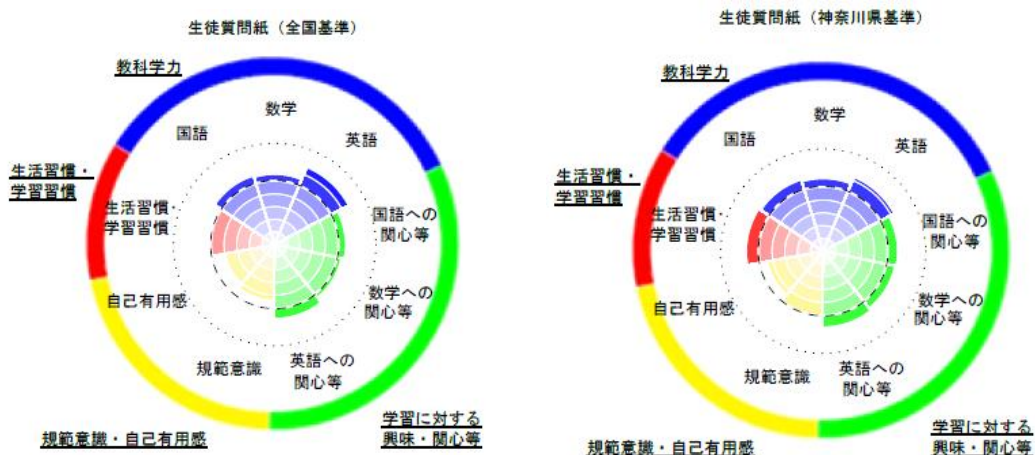 生徒質問紙（全国基準）
教科学力
数学
国語
英語
生活習慣・
学習習慣
生活習慣・
学習習慣
国語への
関心等
自己有用感
数学への
関心等
規範意識
英語への
関心等
規範意識・自己有用感
学習に対する
興味・関心等
生徒質問紙（神奈川県基準）
教科学力
数学
国語
英語
生活習慣・
学習習慣
生活習慣・
学習習慣
国語への
関心等
自己有用感
数学への
関心等
規範意識
英語への
関心等
規範意識・自己有用感
学習に対する
興味・関心等